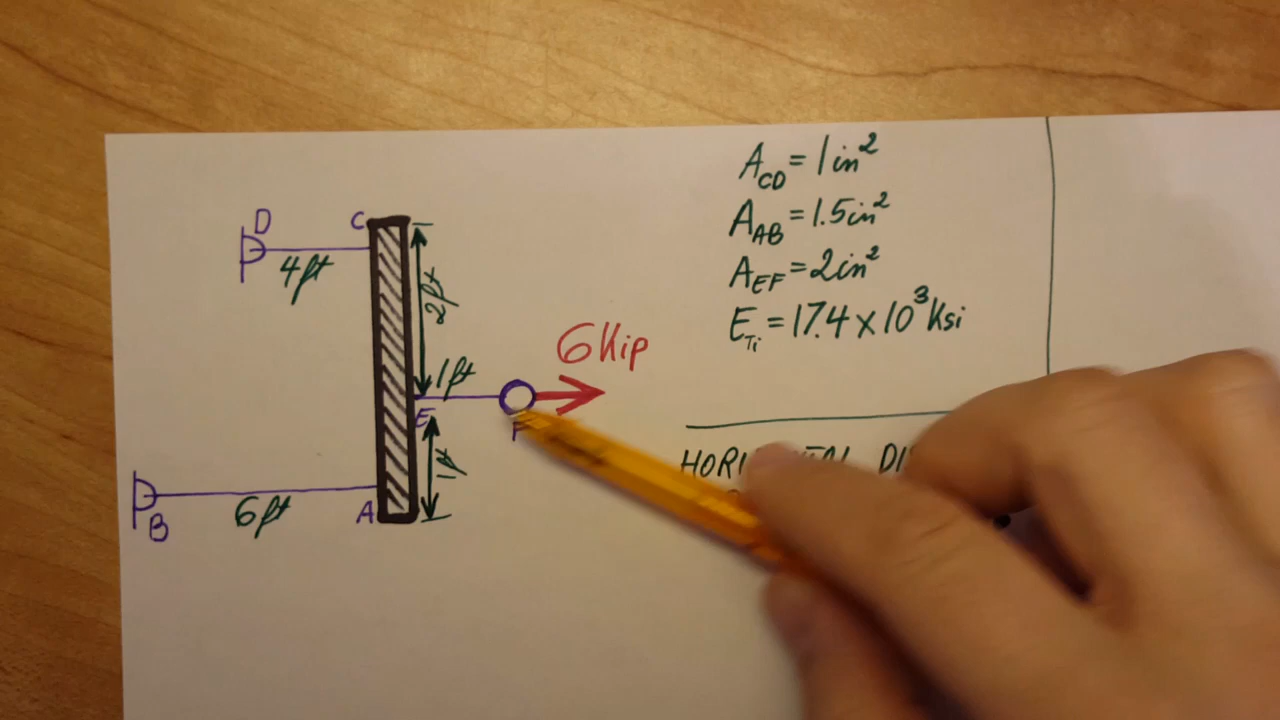 A_CD = 1 in²
A_AB = 1.5 in²
A_EF = 2 in²
E_Ti = 17.4 x 10³ Ksi
D
C
4ft
2ft
6 Kip
1ft
E
F
1ft
6ft
A
B